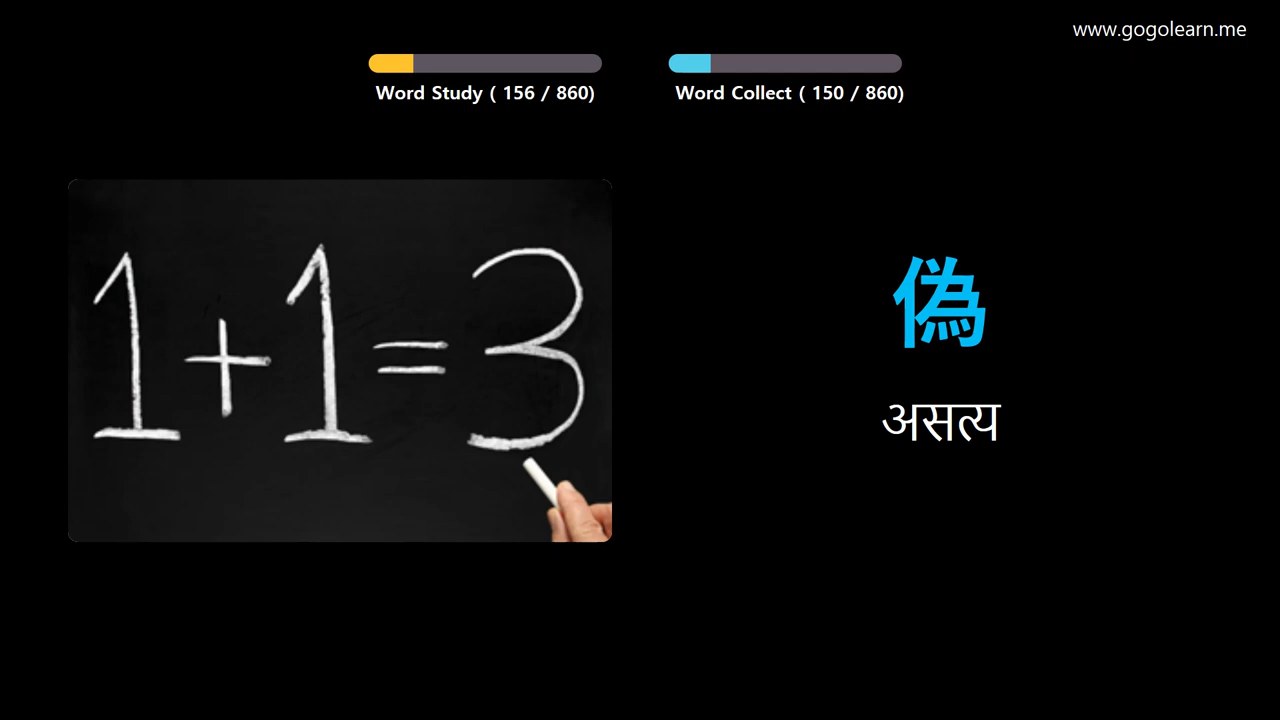 www.gogolearn.me
Word Study ( 156 / 860)
Word Collect ( 150 / 860)
1+1=3
偽
असत्य